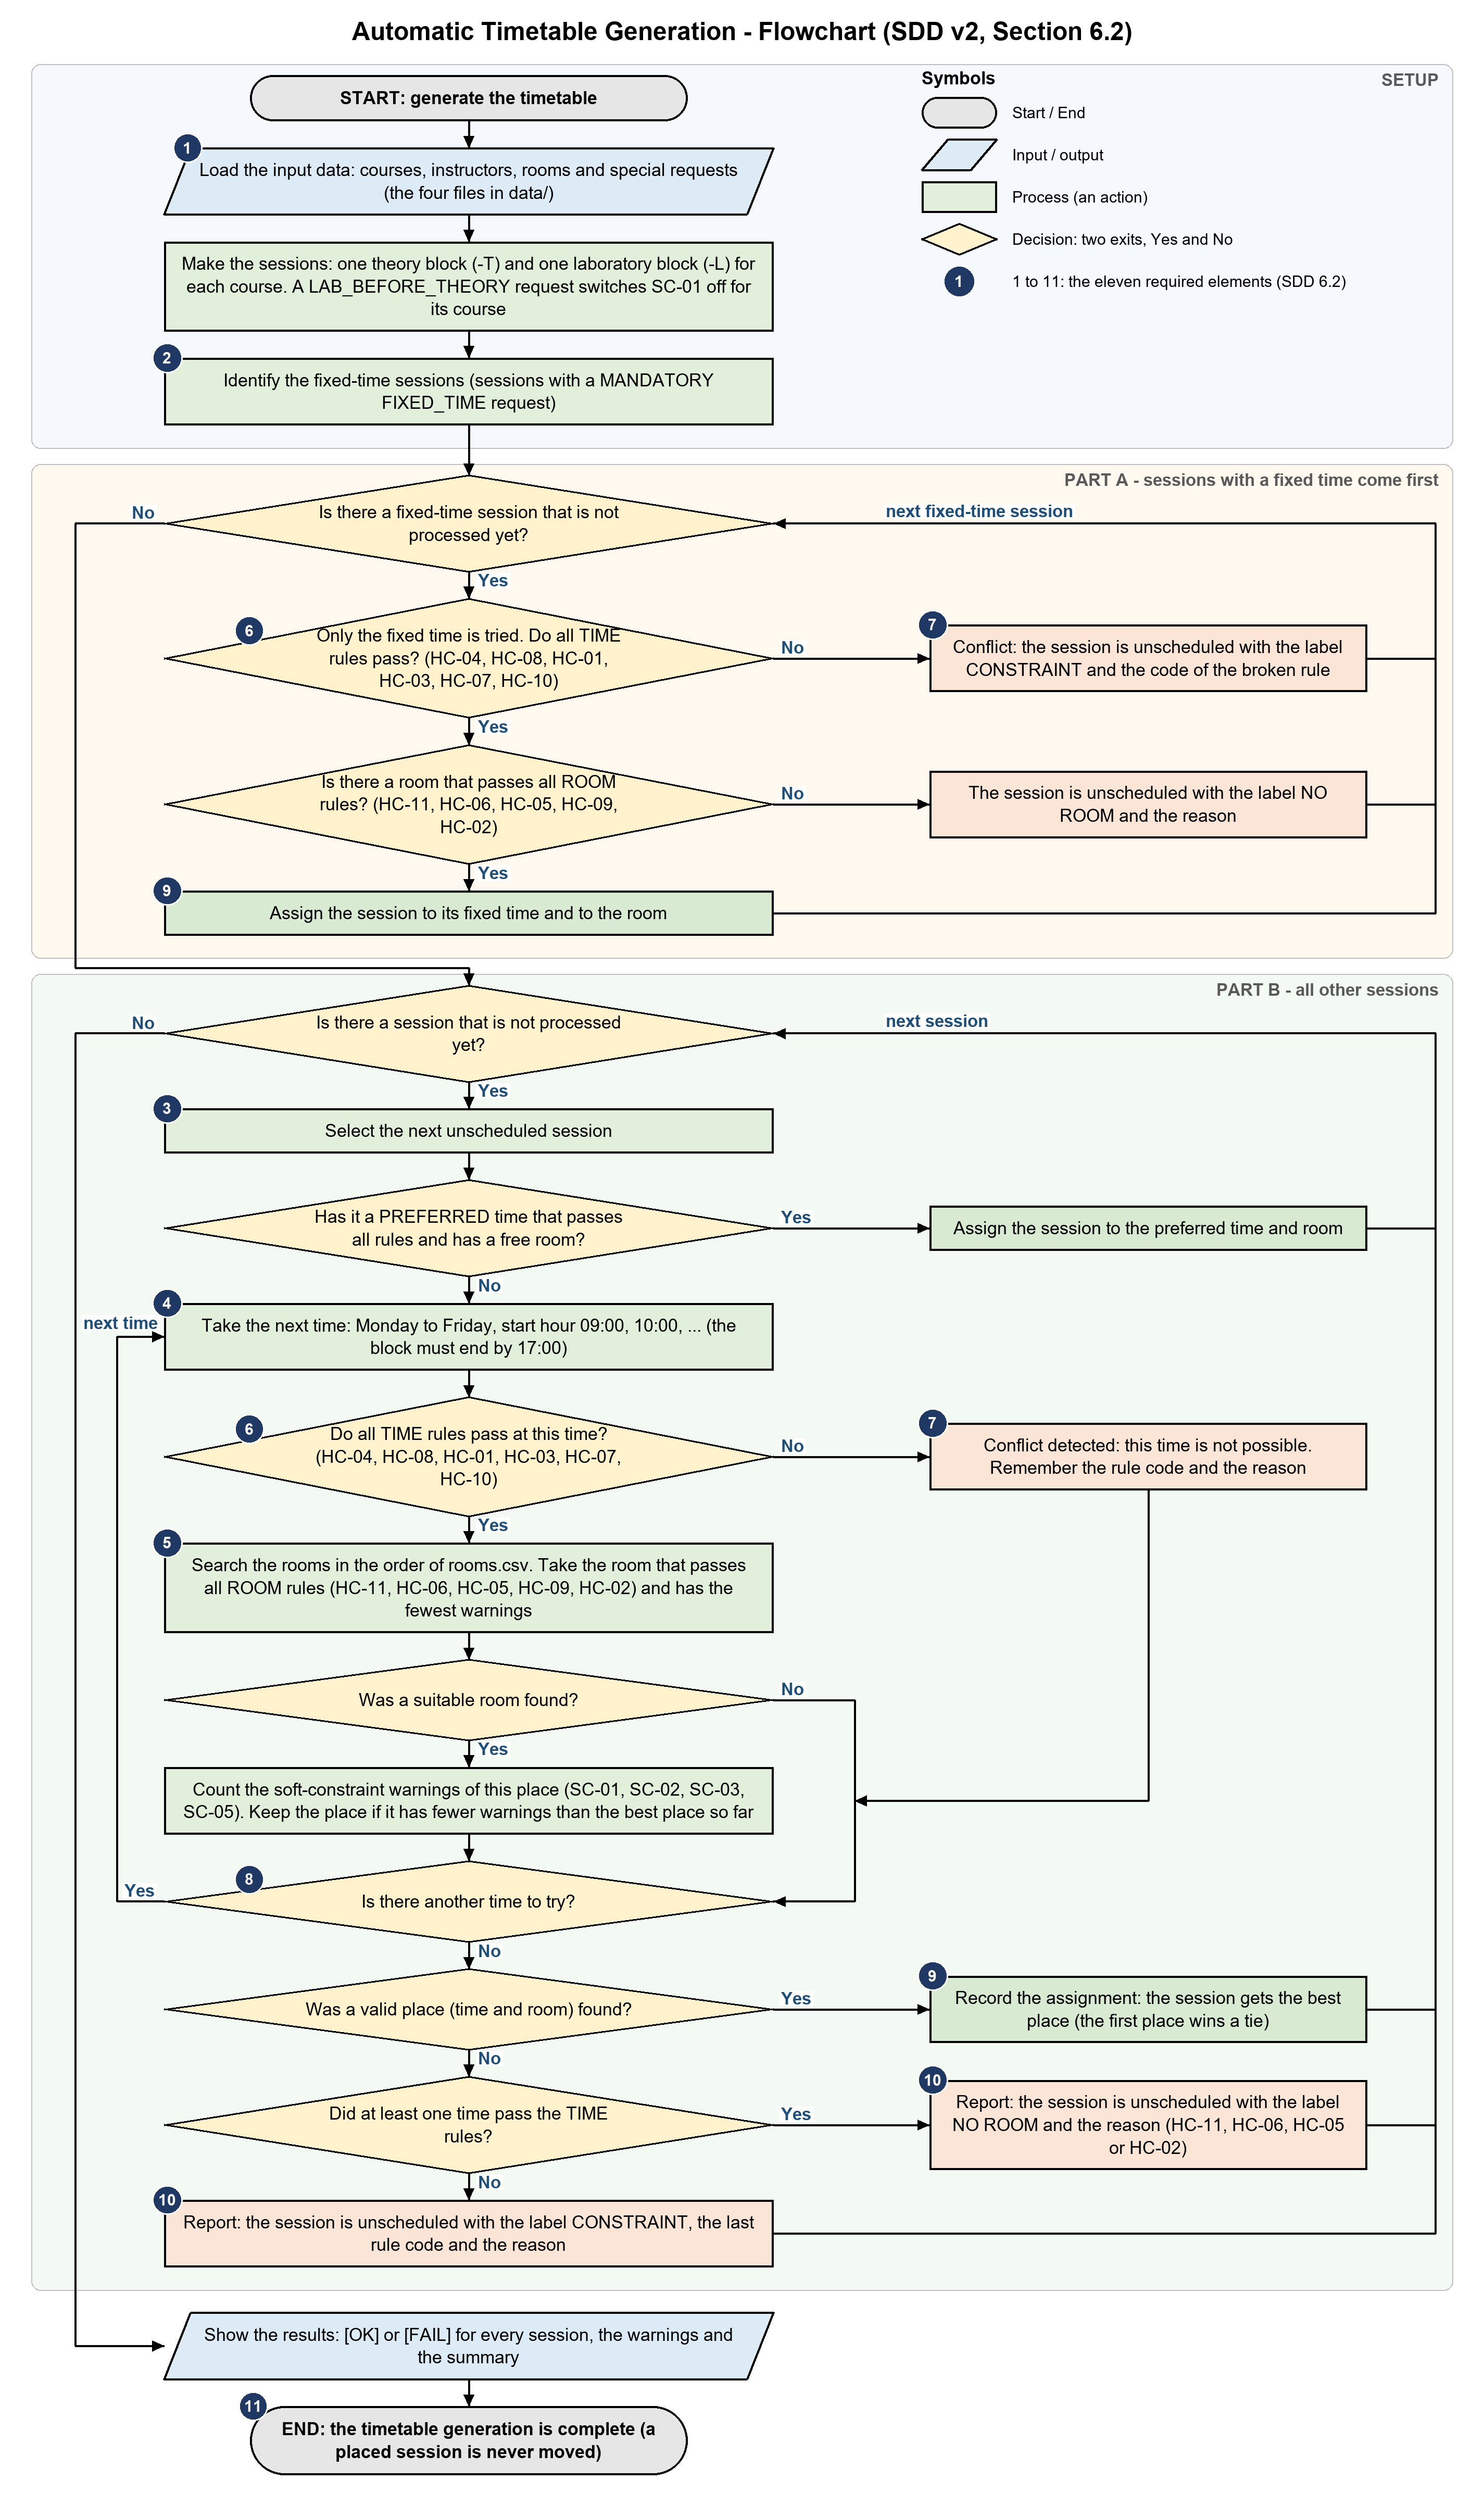 Automatic Timetable Generation - Flowchart (SDD v2, Section 6.2)
SETUP
START: generate the timetable
Symbols
Start / End
Input / output
Process (an action)
Decision: two exits, Yes and No
1
1 to 11: the eleven required elements (SDD 6.2)
1
Load the input data: courses, instructors, rooms and special requests
(the four files in data/)
Make the sessions: one theory block (-T) and one laboratory block (-L) for
each course. A LAB_BEFORE_THEORY request switches SC-01 off for
its course
2
Identify the fixed-time sessions (sessions with a MANDATORY
FIXED_TIME request)
PART A - sessions with a fixed time come first
No
Is there a fixed-time session that is not
processed yet?
next fixed-time session
Yes
6
Only the fixed time is tried. Do all TIME
rules pass? (HC-04, HC-08, HC-01,
HC-03, HC-07, HC-10)
No
7
Conflict: the session is unscheduled with the label
CONSTRAINT and the code of the broken rule
Yes
Is there a room that passes all ROOM
rules? (HC-11, HC-06, HC-05, HC-09,
HC-02)
No
The session is unscheduled with the label NO
ROOM and the reason
Yes
9
Assign the session to its fixed time and to the room
PART B - all other sessions
No
Is there a session that is not processed
yet?
next session
Yes
3
Select the next unscheduled session
Has it a PREFERRED time that passes
all rules and has a free room?
Yes
Assign the session to the preferred time and room
No
4
next time
Take the next time: Monday to Friday, start hour 09:00, 10:00, ... (the
block must end by 17:00)
6
Do all TIME rules pass at this time?
(HC-04, HC-08, HC-01, HC-03, HC-07,
HC-10)
No
7
Conflict detected: this time is not possible.
Remember the rule code and the reason
Yes
5
Search the rooms in the order of rooms.csv. Take the room that passes
all ROOM rules (HC-11, HC-06, HC-05, HC-09, HC-02) and has the
fewest warnings
Was a suitable room found?
No
Yes
Count the soft-constraint warnings of this place (SC-01, SC-02, SC-03,
SC-05). Keep the place if it has fewer warnings than the best place so far
8
Yes
Is there another time to try?
No
Was a valid place (time and room) found?
Yes
9
Record the assignment: the session gets the best
place (the first place wins a tie)
No
Did at least one time pass the TIME
rules?
Yes
10
Report: the session is unscheduled with the label
NO ROOM and the reason (HC-11, HC-06, HC-05
or HC-02)
No
10
Report: the session is unscheduled with the label CONSTRAINT, the last
rule code and the reason
Show the results: [OK] or [FAIL] for every session, the warnings and
the summary
11
END: the timetable generation is complete (a
placed session is never moved)